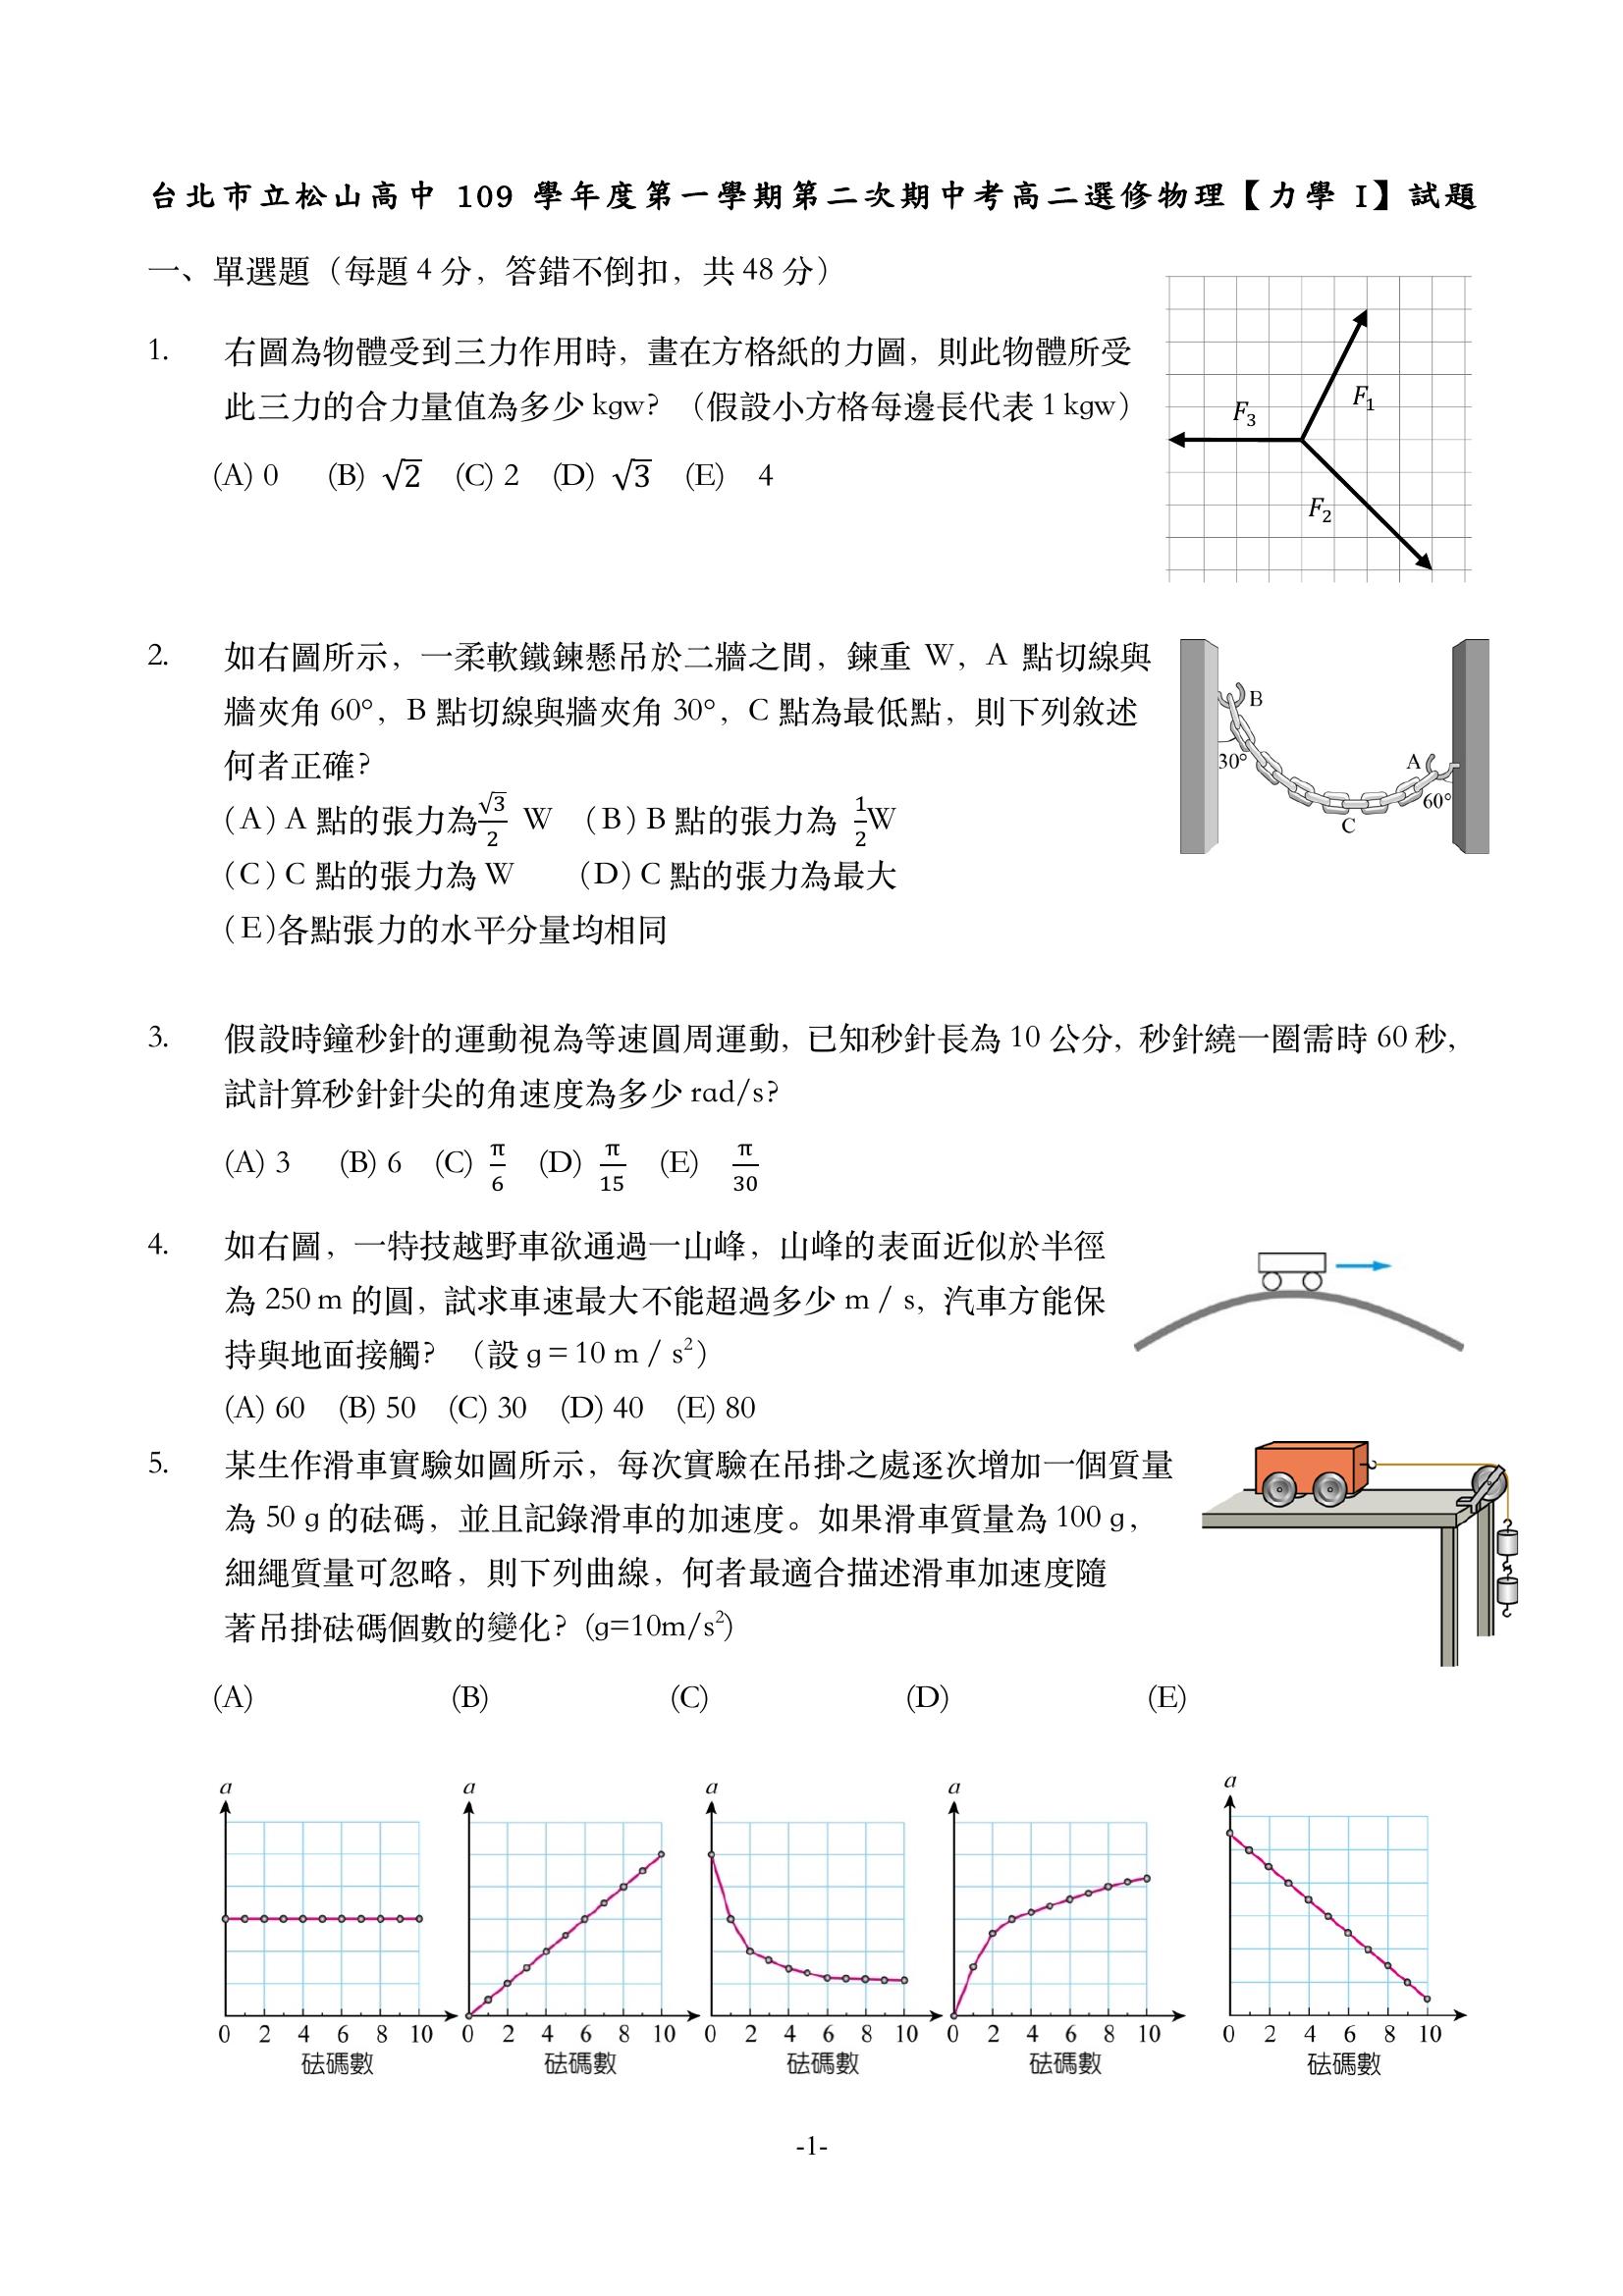 台北市立松山高中 109 學年度第一學期第二次期中考高二選修物理【力學 I】試題
一、單選題（每題 4 分，答錯不倒扣，共 48 分）
1. 右圖為物體受到三力作用時，畫在方格紙的力圖，則此物體所受
此三力的合力量值為多少 kgw？（假設小方格每邊長代表 1 kgw）
(A) 0 (B) √2 (C) 2 (D) √3 (E) 4
F₁
F₃
F₂
2. 如右圖所示，一柔軟鐵鍊懸吊於二牆之間，鍊重 W，A 點切線與
牆夾角 60°，B 點切線與牆夾角 30°，C 點為最低點，則下列敘述
何者正確？
(A) A 點的張力為 √3/2 W (B) B 點的張力為 1/2 W
(C) C 點的張力為 W (D) C 點的張力為最大
(E)各點張力的水平分量均相同
B
30°
A
60°
C
3. 假設時鐘秒針的運動視為等速圓周運動，已知秒針長為 10 公分，秒針繞一圈需時 60 秒，
試計算秒針針尖的角速度為多少 rad/s？
(A) 3 (B) 6 (C) π/6 (D) π/15 (E) π/30
4. 如右圖，一特技越野車欲通過一山峰，山峰的表面近似於半徑
為 250 m 的圓，試求車速最大不能超過多少 m / s，汽車方能保
持與地面接觸？（設 g = 10 m / s²）
(A) 60 (B) 50 (C) 30 (D) 40 (E) 80
5. 某生作滑車實驗如圖所示，每次實驗在吊掛之處逐次增加一個質量
為 50 g 的砝碼，並且記錄滑車的加速度。如果滑車質量為 100 g，
細繩質量可忽略，則下列曲線，何者最適合描述滑車加速度隨
著吊掛砝碼個數的變化？(g=10m/s²)
(A) (B) (C) (D) (E)
a a a a a
0 2 4 6 8 10 0 2 4 6 8 10 0 2 4 6 8 10 0 2 4 6 8 10 0 2 4 6 8 10
砝碼數 砝碼數 砝碼數 砝碼數 砝碼數
-1-